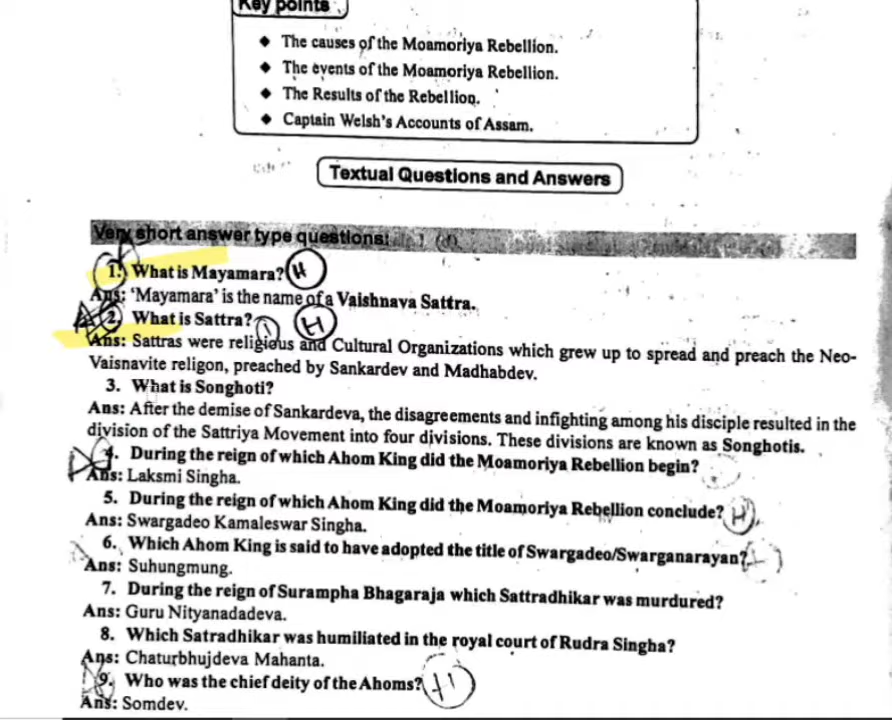 Key points
◆ The causes of the Moamoriya Rebellion.
◆ The events of the Moamoriya Rebellion.
◆ The Results of the Rebellion.
◆ Captain Welsh's Accounts of Assam.
Textual Questions and Answers
Very short answer type questions:
1. What is Mayamara? H
Ans: 'Mayamara' is the name of a Vaishnava Sattra.
2. What is Sattra? H
Ans: Sattras were religious and Cultural Organizations which grew up to spread and preach the Neo-
Vaisnavite religon, preached by Sankardev and Madhabdev.
3. What is Songhoti?
Ans: After the demise of Sankardeva, the disagreements and infighting among his disciple resulted in the
division of the Sattriya Movement into four divisions. These divisions are known as Songhotis.
4. During the reign of which Ahom King did the Moamoriya Rebellion begin?
Ans: Laksmi Singha.
5. During the reign of which Ahom King did the Moamoriya Rebellion conclude? H
Ans: Swargadeo Kamaleswar Singha.
6. Which Ahom King is said to have adopted the title of Swargadeo/Swarganarayan?
Ans: Suhungmung.
7. During the reign of Surampha Bhagaraja which Sattradhikar was murdured?
Ans: Guru Nityanadadeva.
8. Which Satradhikar was humiliated in the royal court of Rudra Singha?
Ans: Chaturbhujdeva Mahanta.
9. Who was the chief deity of the Ahoms? H
Ans: Somdev.